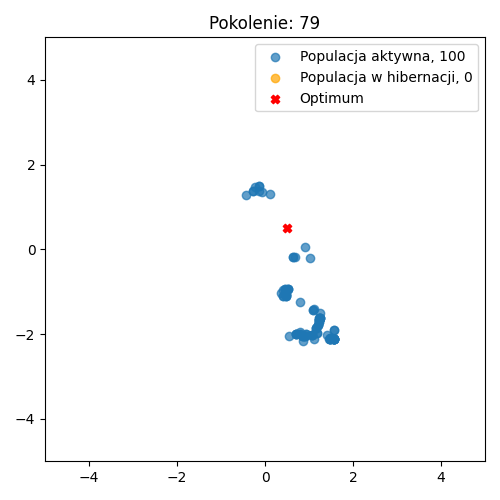 Pokolenie: 79
Populacja aktywna, 100
Populacja w hibernacji, 0
Optimum
4
2
0
−2
−4
−4 −2 0 2 4